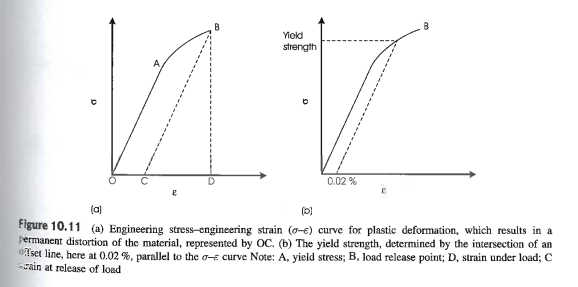 B
A
σ
O
C
D
ε
(a)
Yield
strength
B
σ
0.02 %
ε
(b)
Figure 10.11 (a) Engineering stress–engineering strain (σ–ε) curve for plastic deformation, which results in a
permanent distortion of the material, represented by OC. (b) The yield strength, determined by the intersection of an
offset line, here at 0.02 %, parallel to the σ–ε curve Note: A, yield stress; B, load release point; D, strain under load; C
strain at release of load